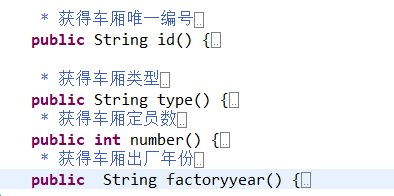 * 获得车厢唯一编号
public String id() {
* 获得车厢类型
public String type() {
* 获得车厢定员数
public int number() {
* 获得车厢出厂年份
public  String factoryyear() {